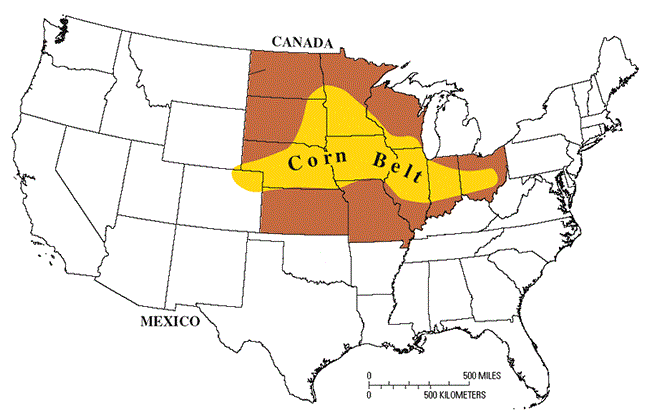 CANADA
Corn Belt
MEXICO
0 500 MILES
0 500 KILOMETERS